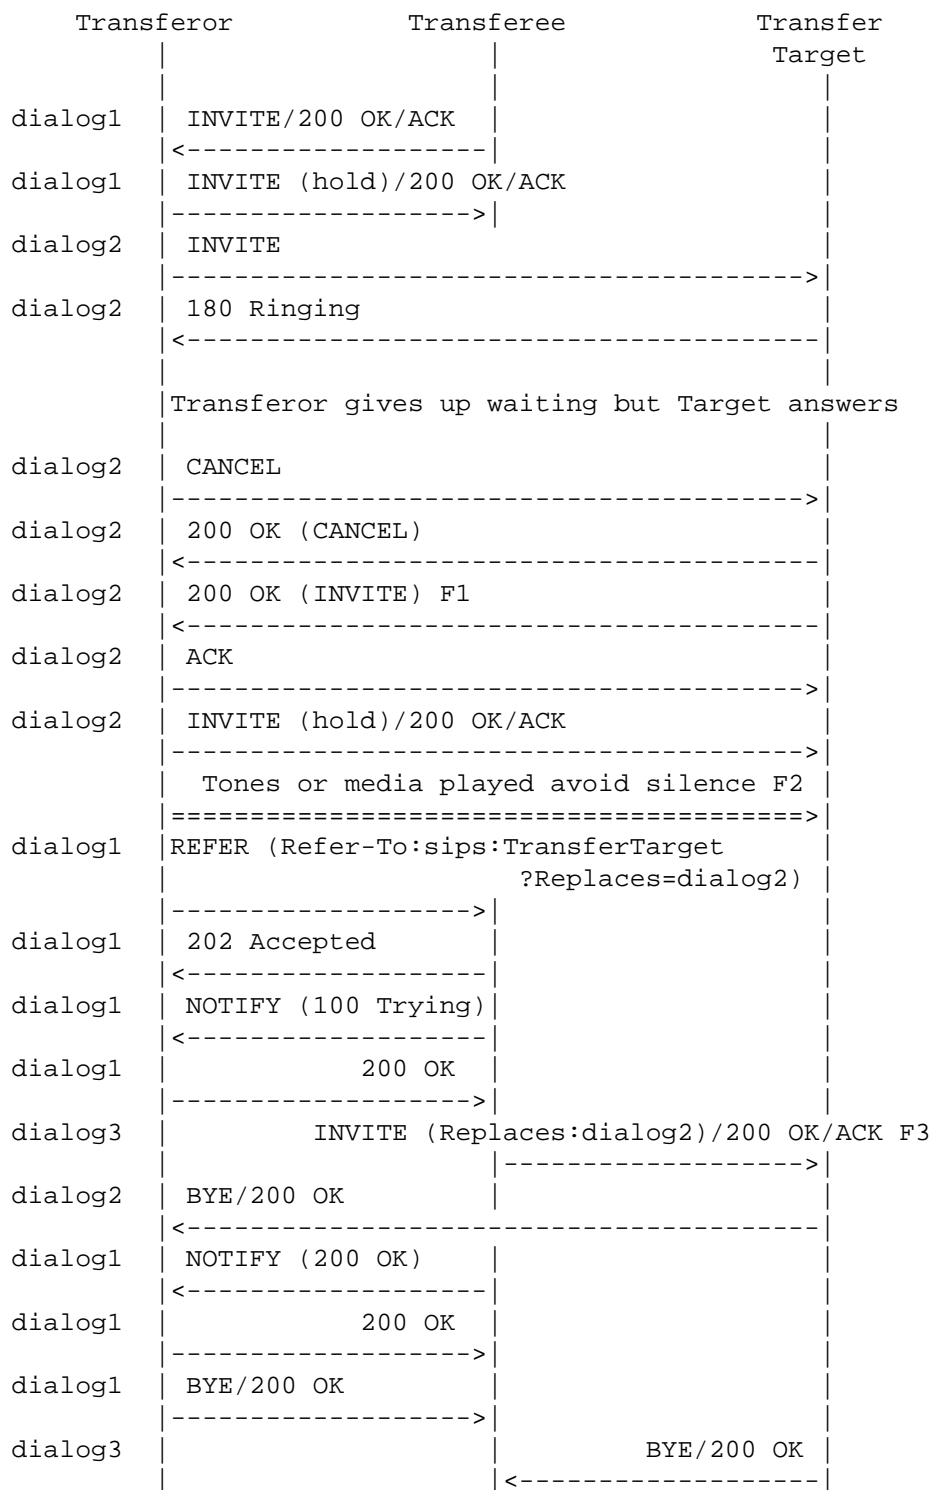 Transferor           Transferee            Transfer
             |                    |                 Target
             |                    |                    |
   dialog1   | INVITE/200 OK/ACK  |                    |
             |<-------------------|                    |
   dialog1   | INVITE (hold)/200 OK/ACK                |
             |------------------->|                    |
   dialog2   | INVITE                                  |
             |---------------------------------------->|
   dialog2   | 180 Ringing                             |
             |<----------------------------------------|
             |                                         |
             |Transferor gives up waiting but Target answers
             |                                         |
   dialog2   | CANCEL                                  |
             |---------------------------------------->|
   dialog2   | 200 OK (CANCEL)                         |
             |<----------------------------------------|
   dialog2   | 200 OK (INVITE) F1                      |
             |<----------------------------------------|
   dialog2   | ACK                                     |
             |---------------------------------------->|
   dialog2   | INVITE (hold)/200 OK/ACK                |
             |---------------------------------------->|
             |  Tones or media played avoid silence F2 |
             |========================================>|
   dialog1   |REFER (Refer-To:sips:TransferTarget      |
             |                      ?Replaces=dialog2) |
             |------------------->|                    |
   dialog1   | 202 Accepted       |                    |
             |<-------------------|                    |
   dialog1   | NOTIFY (100 Trying)|                    |
             |<-------------------|                    |
   dialog1   |            200 OK  |                    |
             |------------------->|                    |
   dialog3   |         INVITE (Replaces:dialog2)/200 OK/ACK F3
             |                    |------------------->|
   dialog2   | BYE/200 OK         |                    |
             |<----------------------------------------|
   dialog1   | NOTIFY (200 OK)    |                    |
             |<-------------------|                    |
   dialog1   |            200 OK  |                    |
             |------------------->|                    |
   dialog1   | BYE/200 OK         |                    |
             |------------------->|                    |
   dialog3   |                    |         BYE/200 OK |
             |                    |<-------------------|